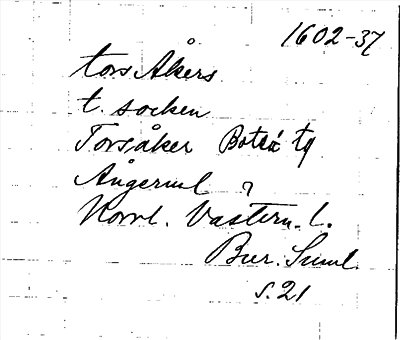 1602-37
tors Åkers
t. socken
Torsåker Boteå tg
Ångerml
Norrl. Västern. l.
Bur. Suml.
s. 21